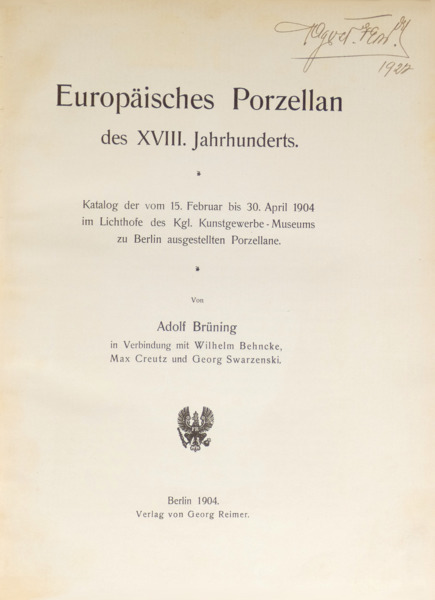 1927
Europäisches Porzellan
des XVIII. Jahrhunderts.
Katalog der vom 15. Februar bis 30. April 1904
im Lichthofe des Kgl. Kunstgewerbe-Museums
zu Berlin ausgestellten Porzellane.
Von
Adolf Brüning
in Verbindung mit Wilhelm Behncke,
Max Creutz und Georg Swarzenski.
Berlin 1904.
Verlag von Georg Reimer.